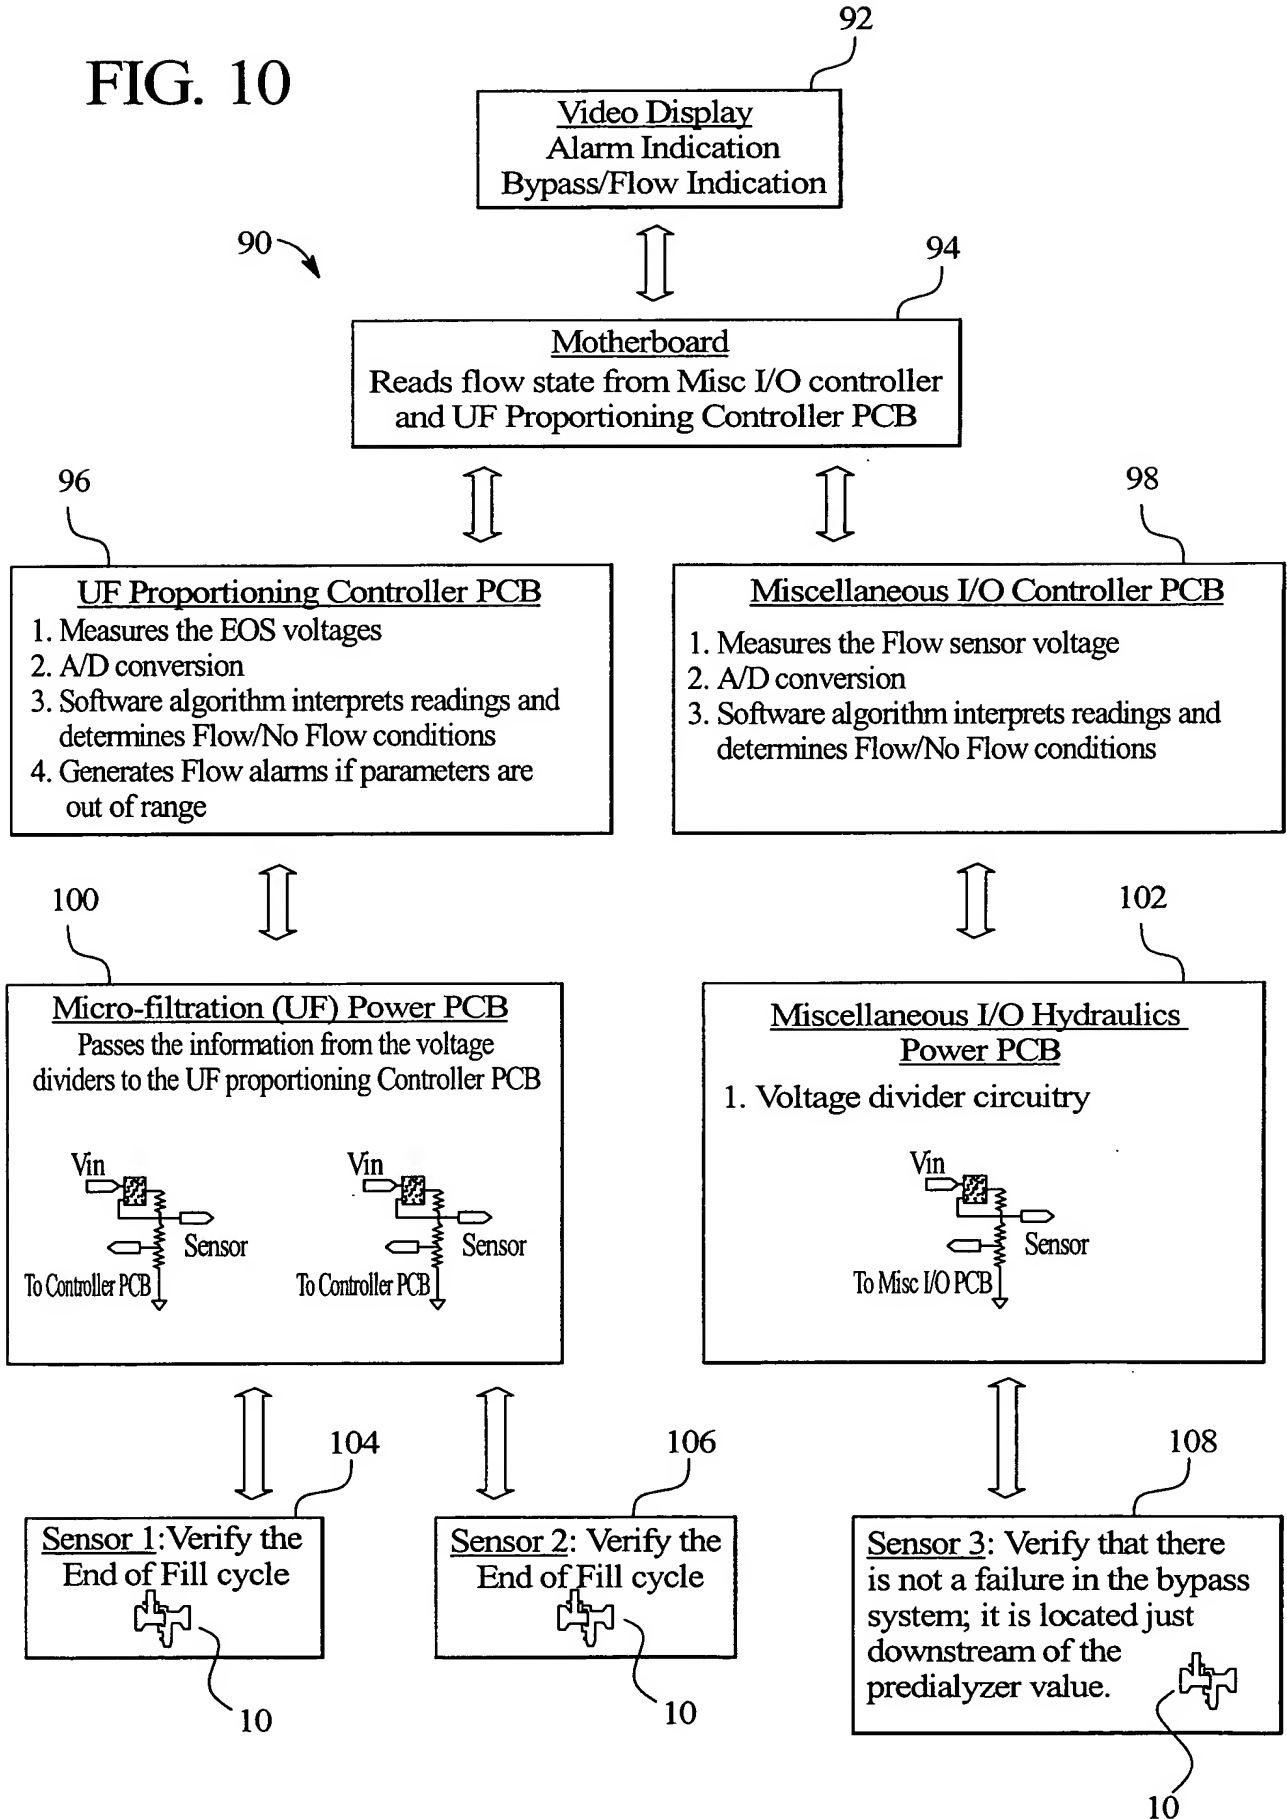 92
FIG. 10
Video Display
Alarm Indication
Bypass/Flow Indication
90
94
Motherboard
Reads flow state from Misc I/O controller
and UF Proportioning Controller PCB
96
98
UF Proportioning Controller PCB
1. Measures the EOS voltages
2. A/D conversion
3. Software algorithm interprets readings and
determines Flow/No Flow conditions
4. Generates Flow alarms if parameters are
out of range
Miscellaneous I/O Controller PCB
1. Measures the Flow sensor voltage
2. A/D conversion
3. Software algorithm interprets readings and
determines Flow/No Flow conditions
100
102
Micro-filtration (UF) Power PCB
Passes the information from the voltage
dividers to the UF proportioning Controller PCB
Vin
Sensor
To Controller PCB
Vin
Sensor
To Controller PCB
Miscellaneous I/O Hydraulics
Power PCB
1. Voltage divider circuitry
Vin
Sensor
To Misc I/O PCB
104
106
108
Sensor 1:Verify the
End of Fill cycle
10
Sensor 2: Verify the
End of Fill cycle
10
Sensor 3: Verify that there
is not a failure in the bypass
system; it is located just
downstream of the
predialyzer value.
10